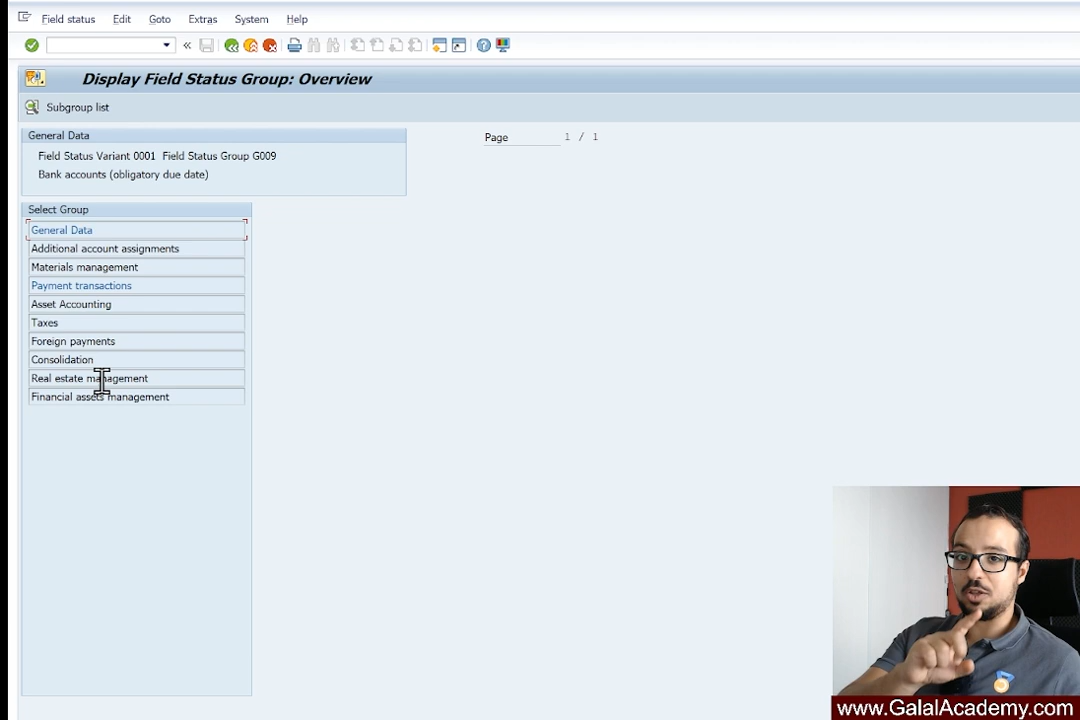 Field status Edit Goto Extras System Help
Display Field Status Group: Overview
Subgroup list
General Data
Page 1 / 1
Field Status Variant 0001 Field Status Group G009
Bank accounts (obligatory due date)
Select Group
General Data
Additional account assignments
Materials management
Payment transactions
Asset Accounting
Taxes
Foreign payments
Consolidation
Real estate management
Financial assets management
www.GalalAcademy.com